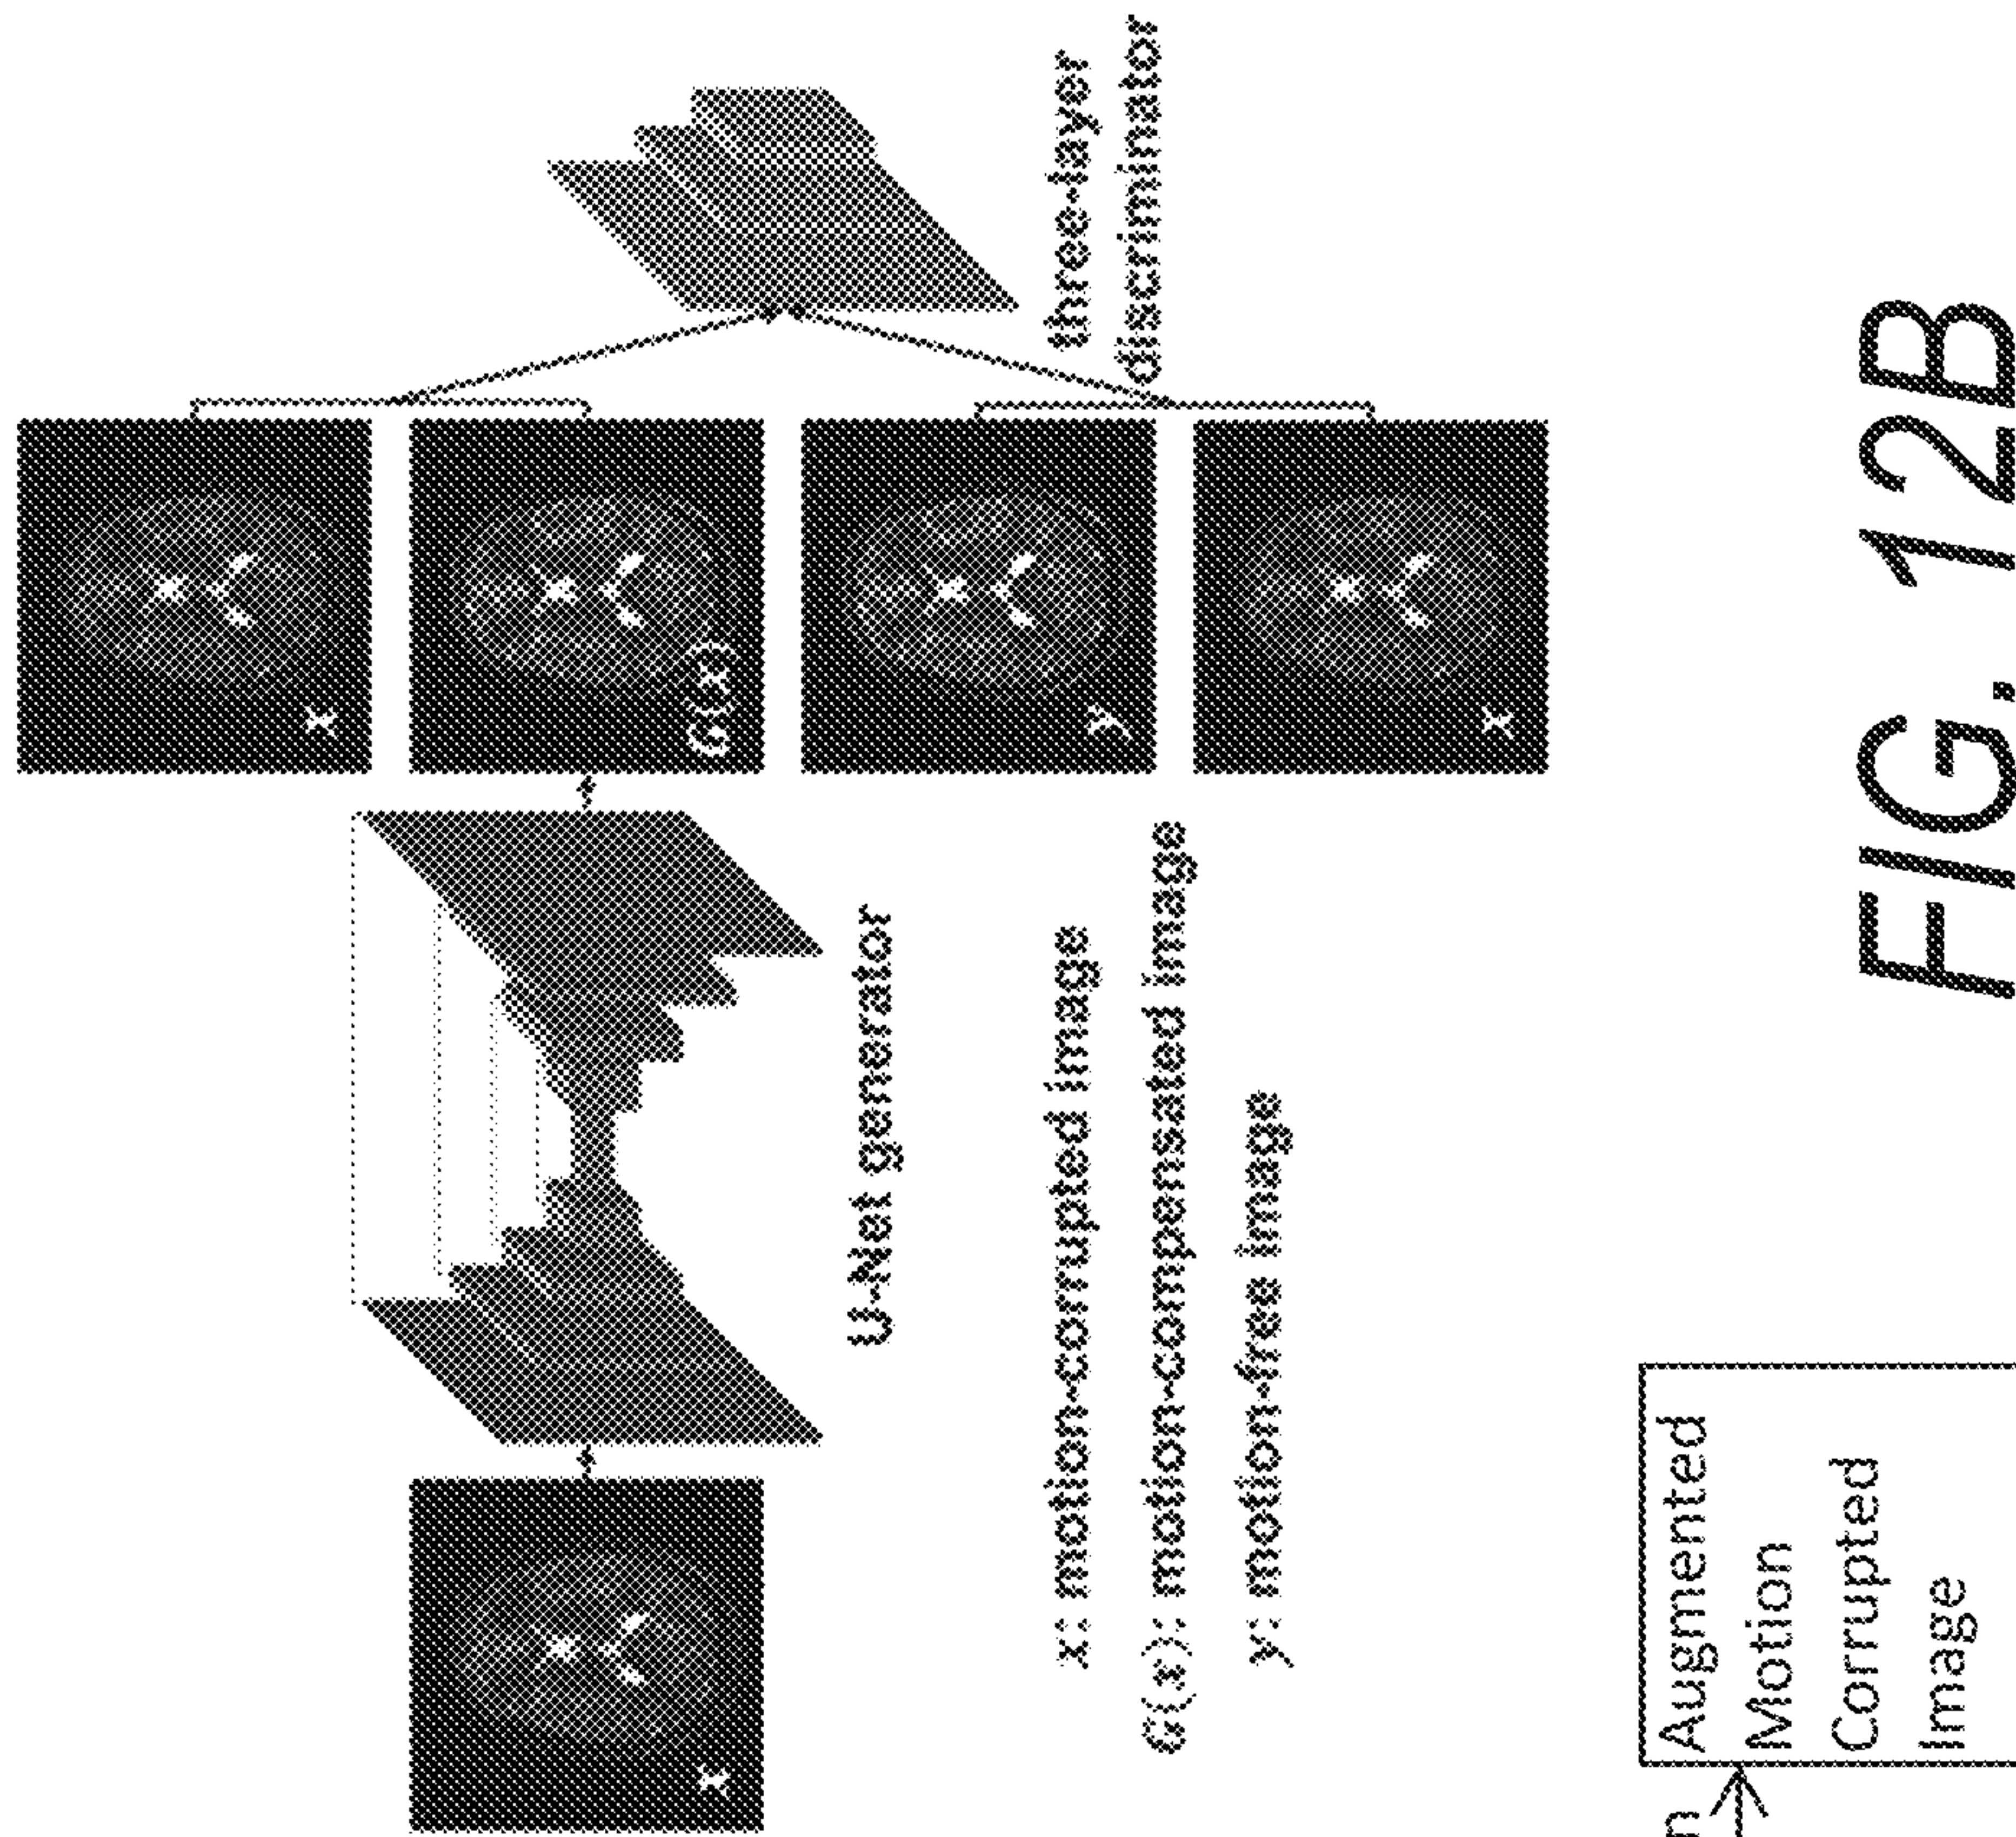 x
x
G(x)
U-Net generator
x: motion-corrupted image
G(x): motion-compensated image
y: motion-free image
y
x
three-layer
discriminator
Augmented
Motion
Corrupted
Image
FIG. 12B